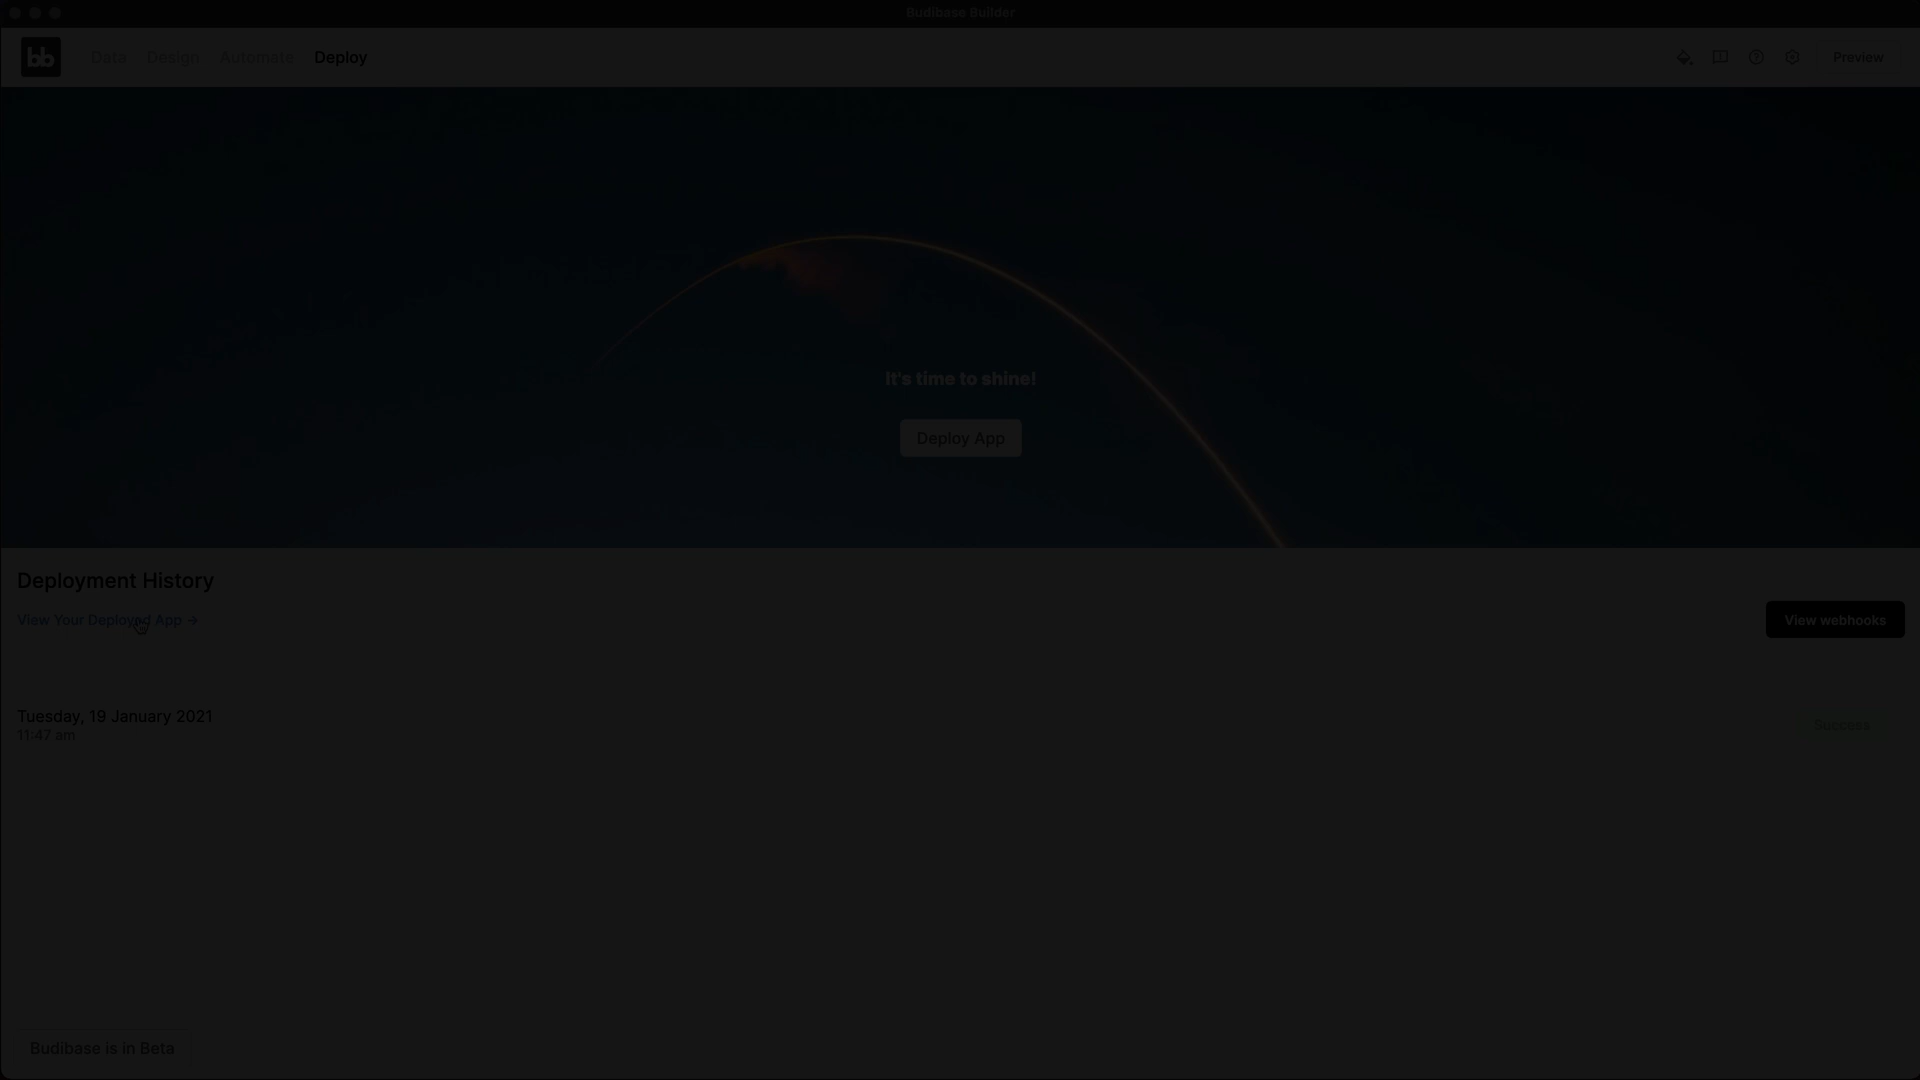 Budibase Builder
bb
Data
Design
Automate
Deploy
Preview
It's time to shine!
Deploy App
Deployment History
View Your Deployed App →
View webhooks
Tuesday, 19 January 2021
11:47 am
Success
Budibase is in Beta